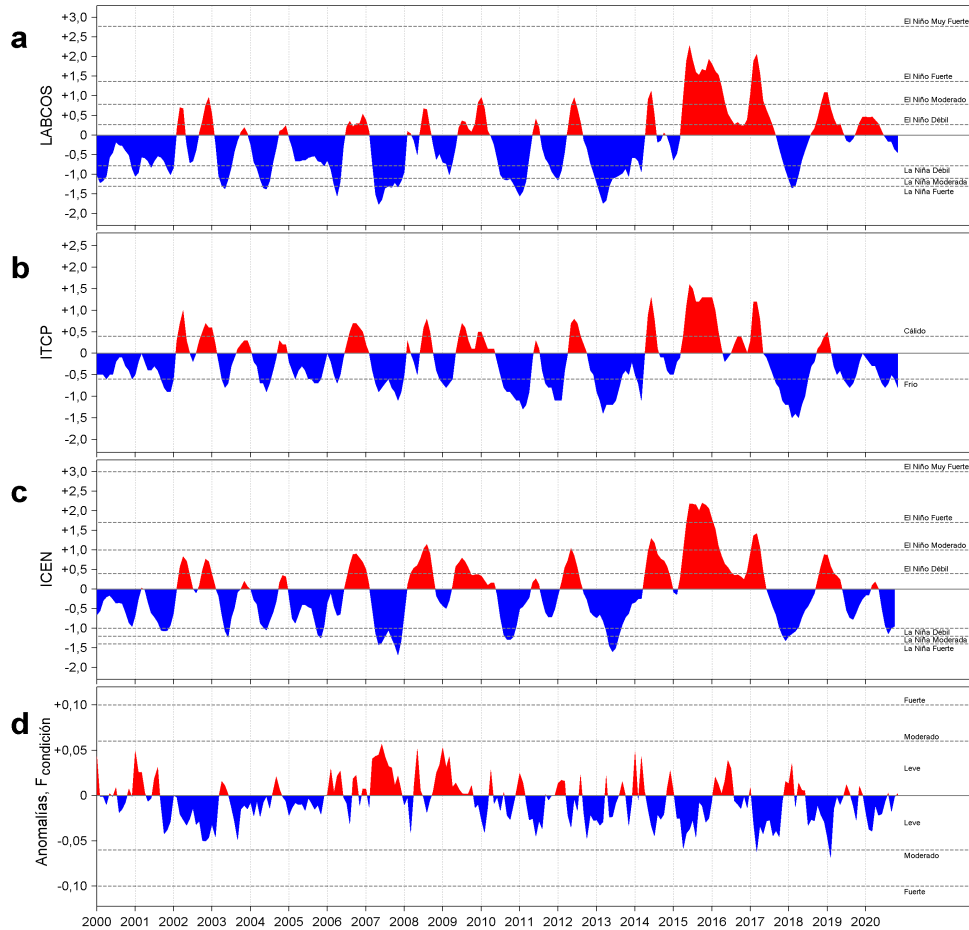 a
LABCOS
+3,0
+2,5
+2,0
+1,5
+1,0
+0,5
0
-0,5
-1,0
-1,5
-2,0
El Niño Muy Fuerte
El Niño Fuerte
El Niño Moderado
El Niño Débil
La Niña Débil
La Niña Moderada
La Niña Fuerte
b
ITCP
+2,5
+2,0
+1,5
+1,0
+0,5
0
-0,5
-1,0
-1,5
-2,0
Cálido
Frio
c
ICEN
+3,0
+2,5
+2,0
+1,5
+1,0
+0,5
0
-0,5
-1,0
-1,5
-2,0
El Niño Muy Fuerte
El Niño Fuerte
El Niño Moderado
El Niño Débil
La Niña Débil
La Niña Moderada
La Niña Fuerte
d
Anomalías, F condición
+0,10
+0,05
0
-0,05
-0,10
Fuerte
Moderado
Leve
Leve
Moderado
Fuerte
2000 2001 2002 2003 2004 2005 2006 2007 2008 2009 2010 2011 2012 2013 2014 2015 2016 2017 2018 2019 2020